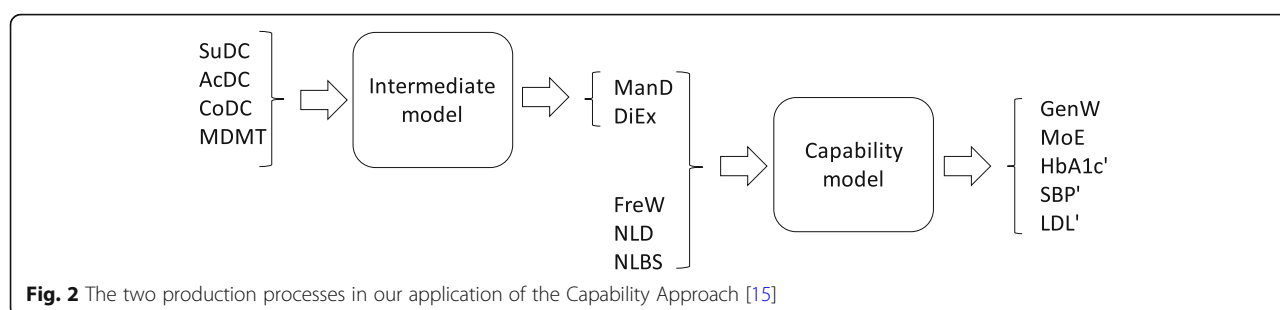 SuDC
AcDC
CoDC
MDMT
Intermediate
model
ManD
DiEx
FreW
NLD
NLBS
Capability
model
GenW
MoE
HbA1c'
SBP'
LDL'
Fig. 2 The two production processes in our application of the Capability Approach [15]